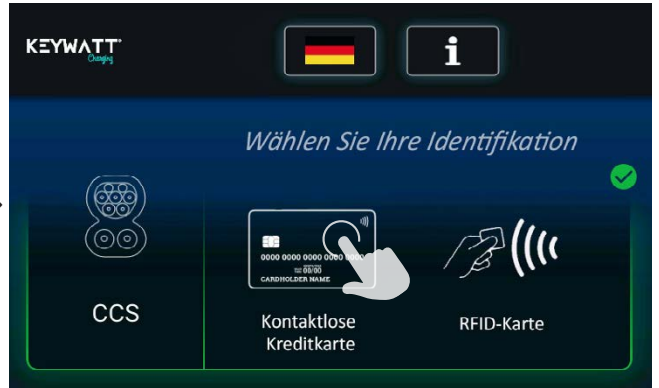 KEYWATT
Charging
i
Wählen Sie Ihre Identifikation
0000 0000 0000 0000 0000
00/00
CARDHOLDER NAME
CCS
Kontaktlose
Kreditkarte
RFID-Karte